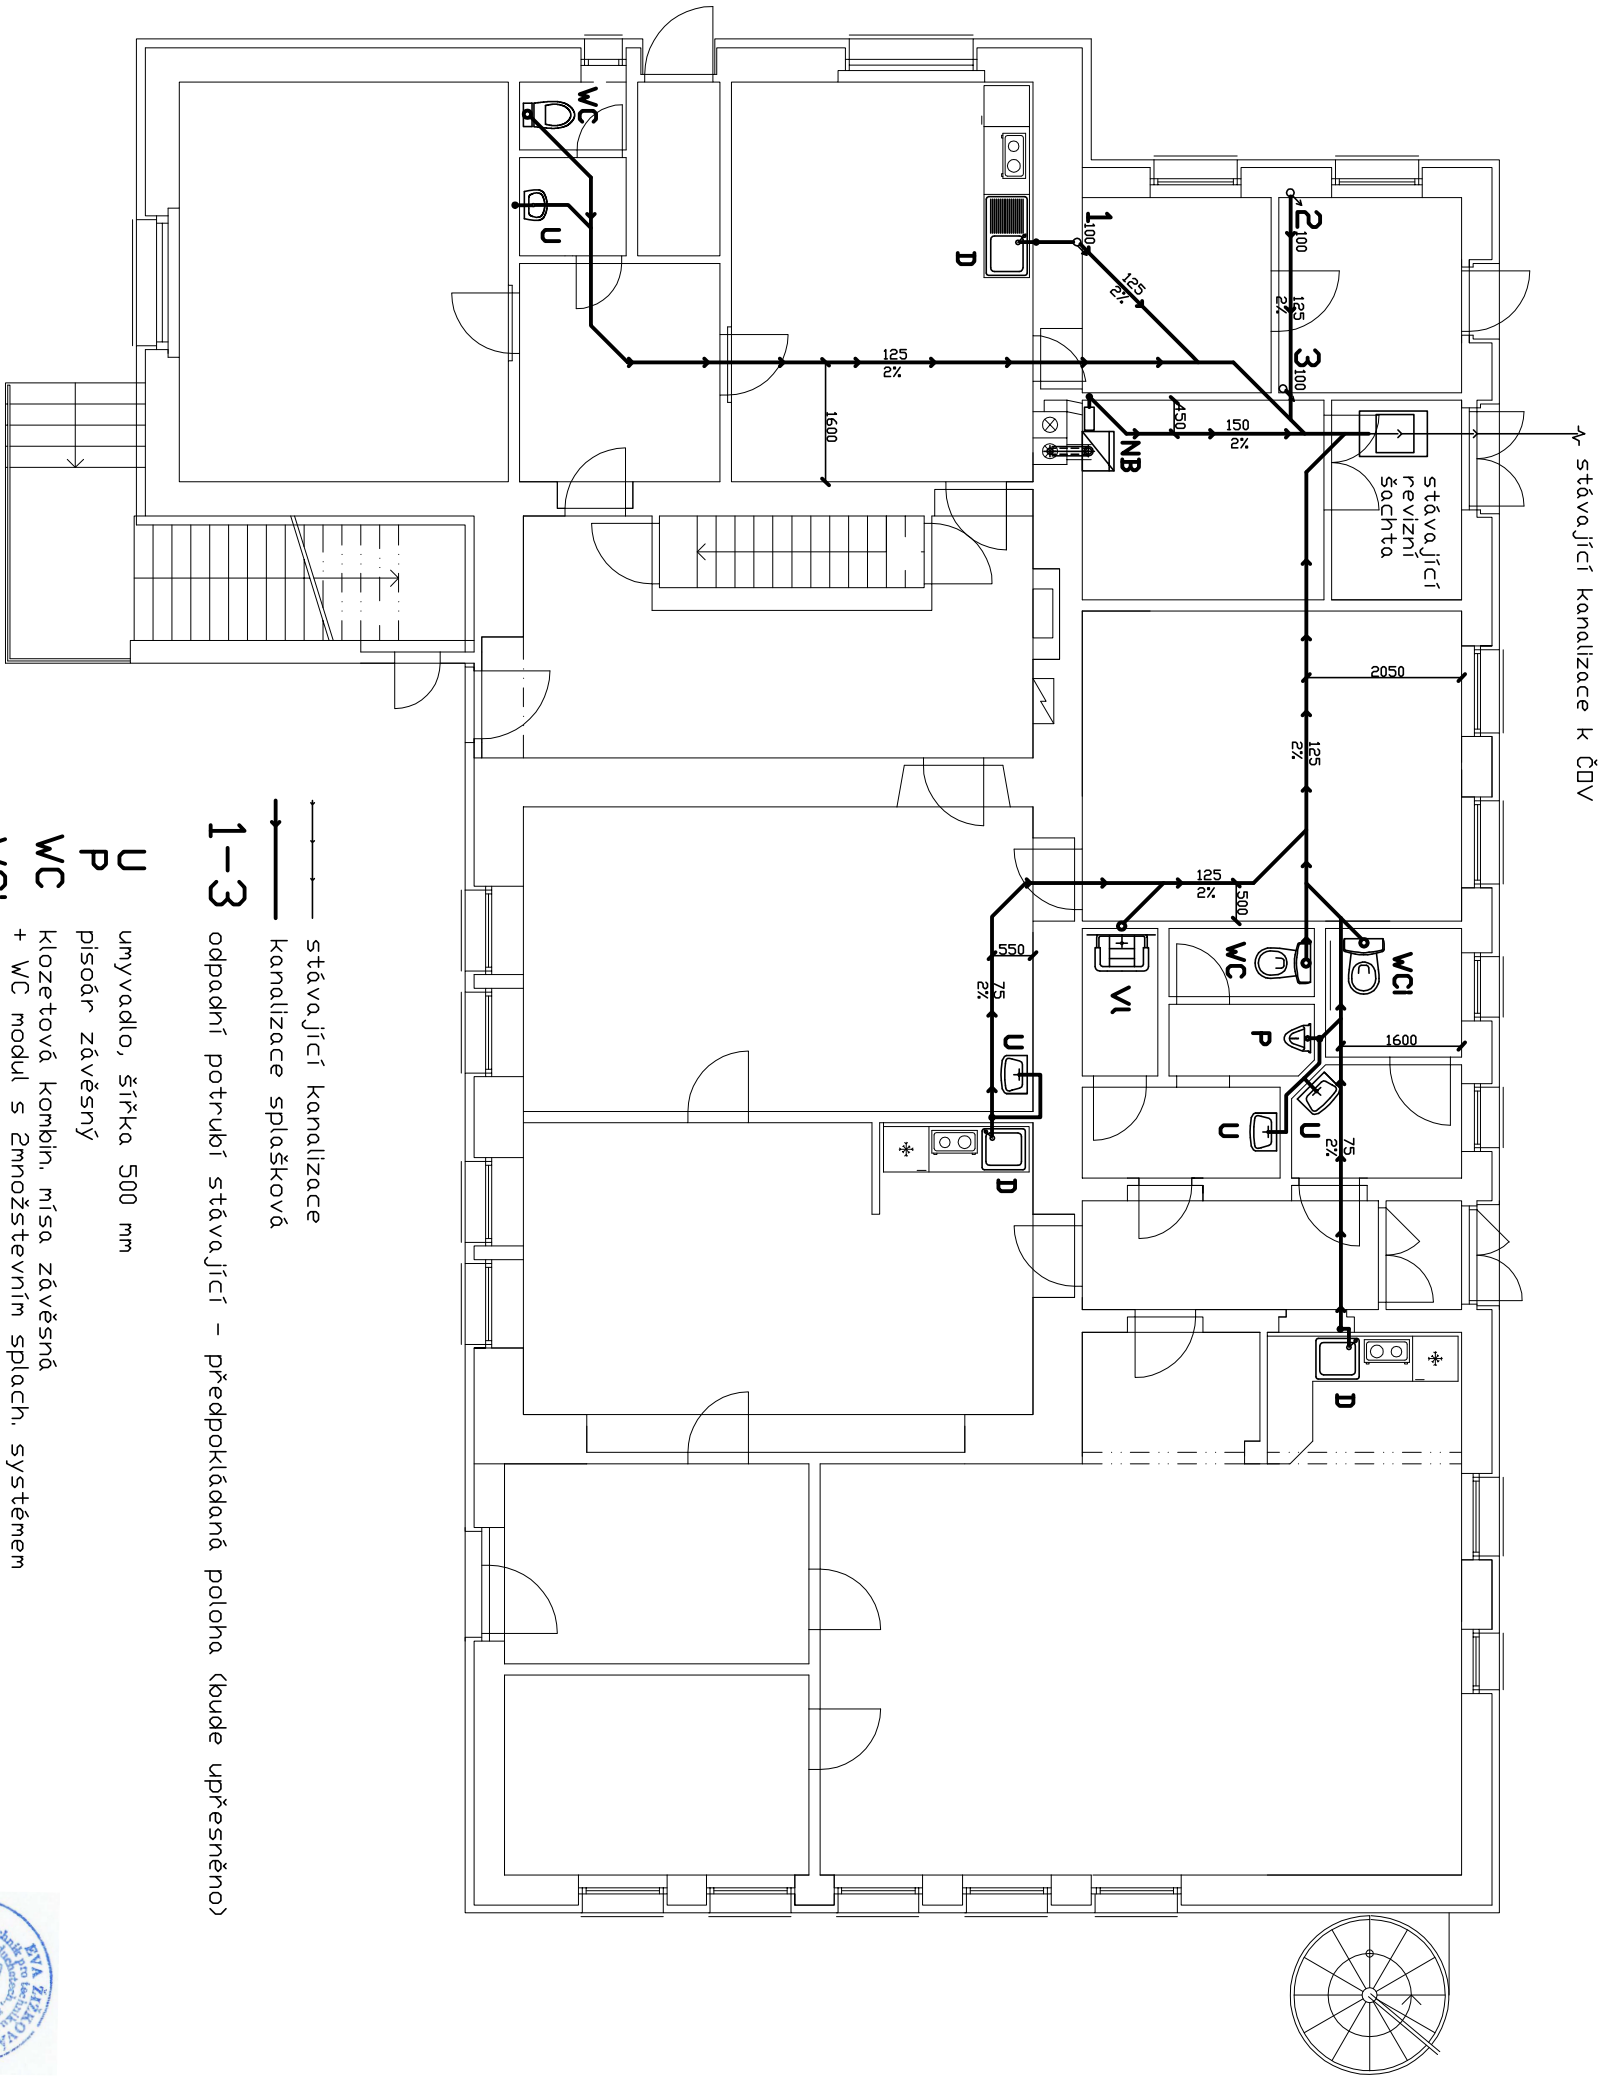 stávající kanalizace k ČOV
stávající
revizní
šachta
2
100
125
2%
3
100
1
100
125
2%
D
WC
U
125
2%
1600
450
150
2%
NB
2050
125
2%
125
2%
500
WC
WCI
VL
P
1600
U
U
75
2%
550
75
2%
U
D
D
stávající kanalizace
kanalizace splašková
1-3 odpadní potrubí stávající - předpokládaná poloha (bude upřesněno)
U umyvadlo, šířka 500 mm
P pisoár závěsný
WC klozetová kombin. mísa závěsná
+ WC modul s 2množstevním splach. systémem
EVA ŽIŽKOVÁ